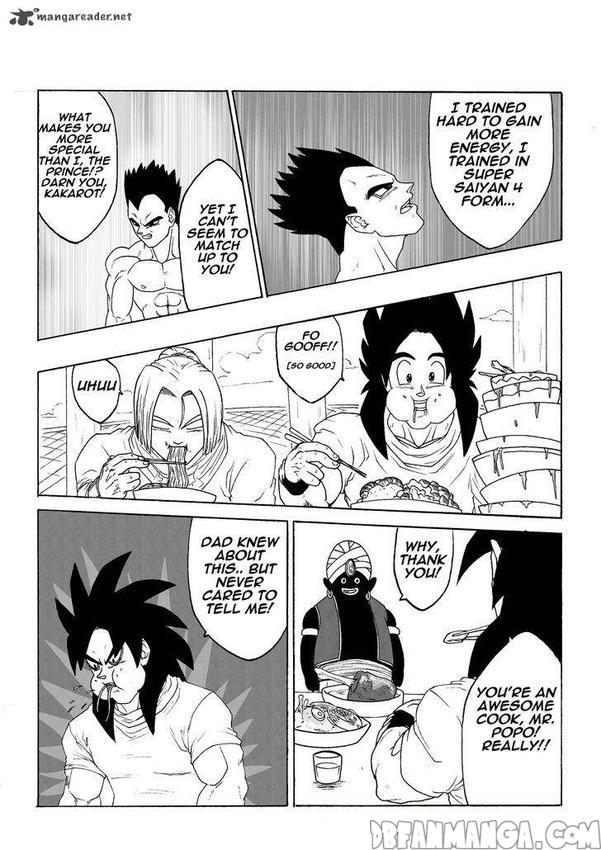 mangareader.net
WHAT
MAKES YOU
MORE
SPECIAL
THAN I, THE
PRINCE!?
DARN YOU,
KAKAROT!
YET I
CAN'T
SEEM TO
MATCH
UP TO
YOU!
I TRAINED
HARD TO GAIN
MORE
ENERGY, I
TRAINED IN
SUPER
SAIYAN 4
FORM...
UHUU
FO
GOOFF!!
[SO GOOD]
DAD KNEW
ABOUT
THIS.. BUT
NEVER
CARED TO
TELL ME!
WHY,
THANK
YOU!
YOU'RE AN
AWESOME
COOK, MR.
POPO!
REALLY!!
DBFANMANGA.COM